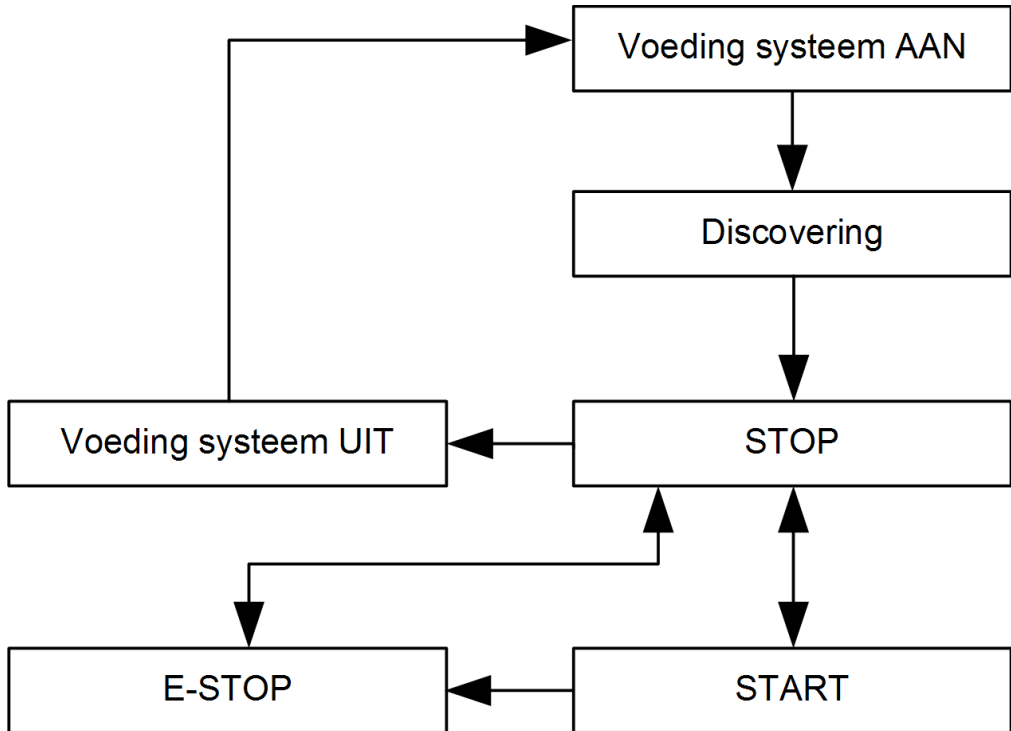 Voeding systeem AAN
Discovering
Voeding systeem UIT
STOP
E-STOP
START